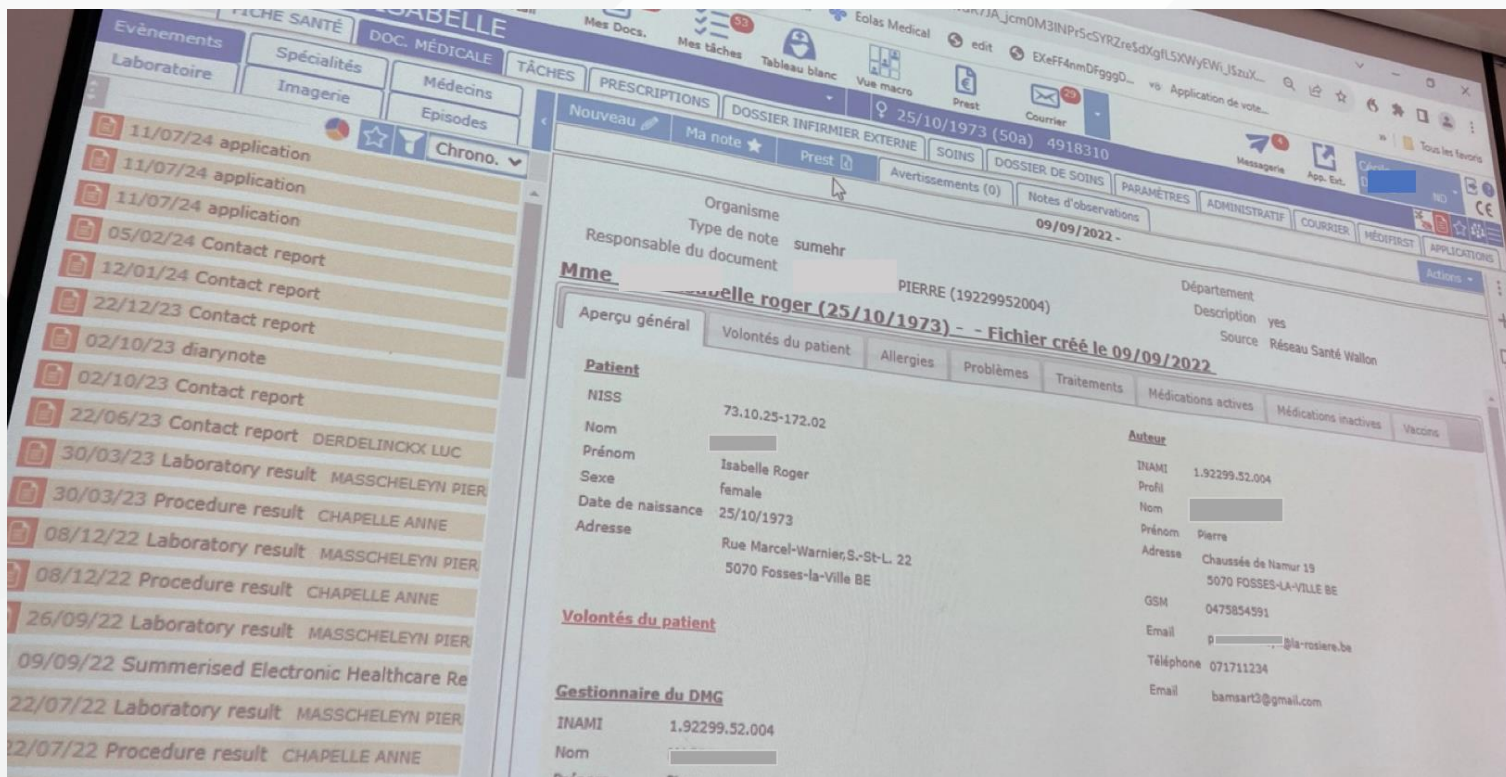 ISABELLE
FICHE SANTÉ
DOC. MÉDICALE
TÂCHES
PRESCRIPTIONS
DOSSIER INFIRMIER EXTERNE
SOINS
DOSSIER DE SOINS
PARAMÈTRES
ADMINISTRATIF
COURRIER
MÉDIFIRST
APPLICATIONS
Eolas Medical
edit
EXeFF4nmDFgggD...
Application de vote...
Tous les favoris
Mes Docs.
Mes tâches
53
Tableau blanc
Vue macro
Prest
Courrier
29
Messagerie
4
App. Ext.
ND
25/10/1973 (50a) 4918310
Evènements
Spécialités
Médecins
Laboratoire
Imagerie
Episodes
Chrono.
Nouveau
Ma note
Prest
Avertissements (0)
Notes d'observations
Actions
11/07/24 application
11/07/24 application
11/07/24 application
05/02/24 Contact report
12/01/24 Contact report
22/12/23 Contact report
02/10/23 diarynote
02/10/23 Contact report
22/06/23 Contact report DERDELINCKX LUC
30/03/23 Laboratory result MASSCHELEYN PIER
30/03/23 Procedure result CHAPELLE ANNE
08/12/22 Laboratory result MASSCHELEYN PIER
08/12/22 Procedure result CHAPELLE ANNE
26/09/22 Laboratory result MASSCHELEYN PIER
09/09/22 Summerised Electronic Healthcare Re
22/07/22 Laboratory result MASSCHELEYN PIER
22/07/22 Procedure result CHAPELLE ANNE
09/09/2022 -
Organisme
Type de note sumehr
Responsable du document PIERRE (19229952004)
Département
Description yes
Source Réseau Santé Wallon
Mme elle roger (25/10/1973) - - Fichier créé le 09/09/2022
Aperçu général
Volontés du patient
Allergies
Problèmes
Traitements
Médications actives
Médications inactives
Vaccins
Patient
NISS 73.10.25-172.02
Nom
Prénom Isabelle Roger
Sexe female
Date de naissance 25/10/1973
Adresse Rue Marcel-Warnier,S.-St-L. 22
5070 Fosses-la-Ville BE
Volontés du patient
Gestionnaire du DMG
INAMI 1.92299.52.004
Nom
Auteur
INAMI 1.92299.52.004
Profil
Nom
Prénom Pierre
Adresse Chaussée de Namur 19
5070 FOSSES-LA-VILLE BE
GSM 0475854591
Email p @la-rosiere.be
Téléphone 071711234
Email bamsart3@gmail.com